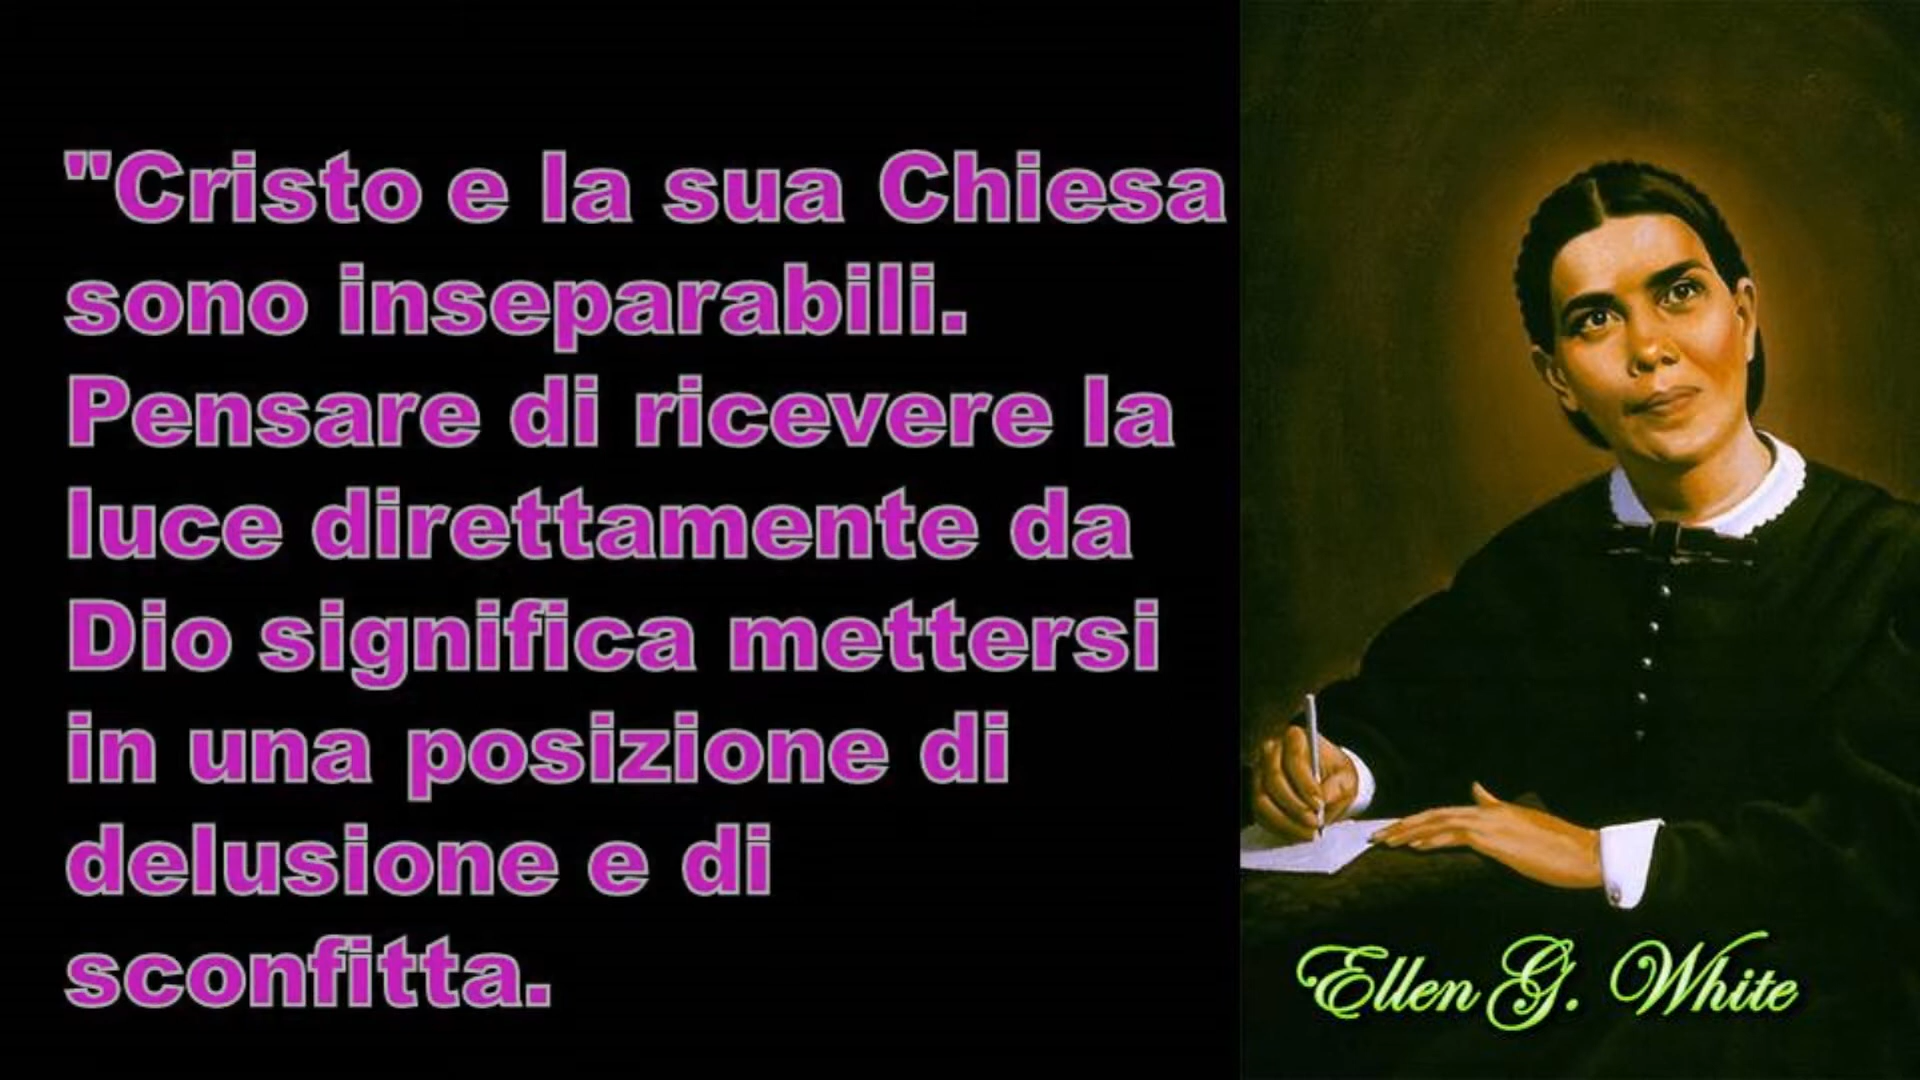 "Cristo e la sua Chiesa
sono inseparabili.
Pensare di ricevere la
luce direttamente da
Dio significa mettersi
in una posizione di
delusione e di
sconfitta.
Ellen G. White